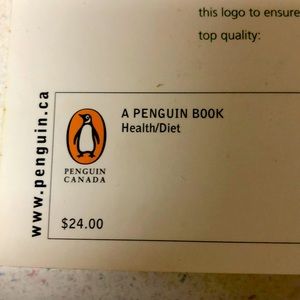 this logo to ensure
top quality:
www.penguin.ca
A PENGUIN BOOK
Health/Diet
PENGUIN
CANADA
$24.00